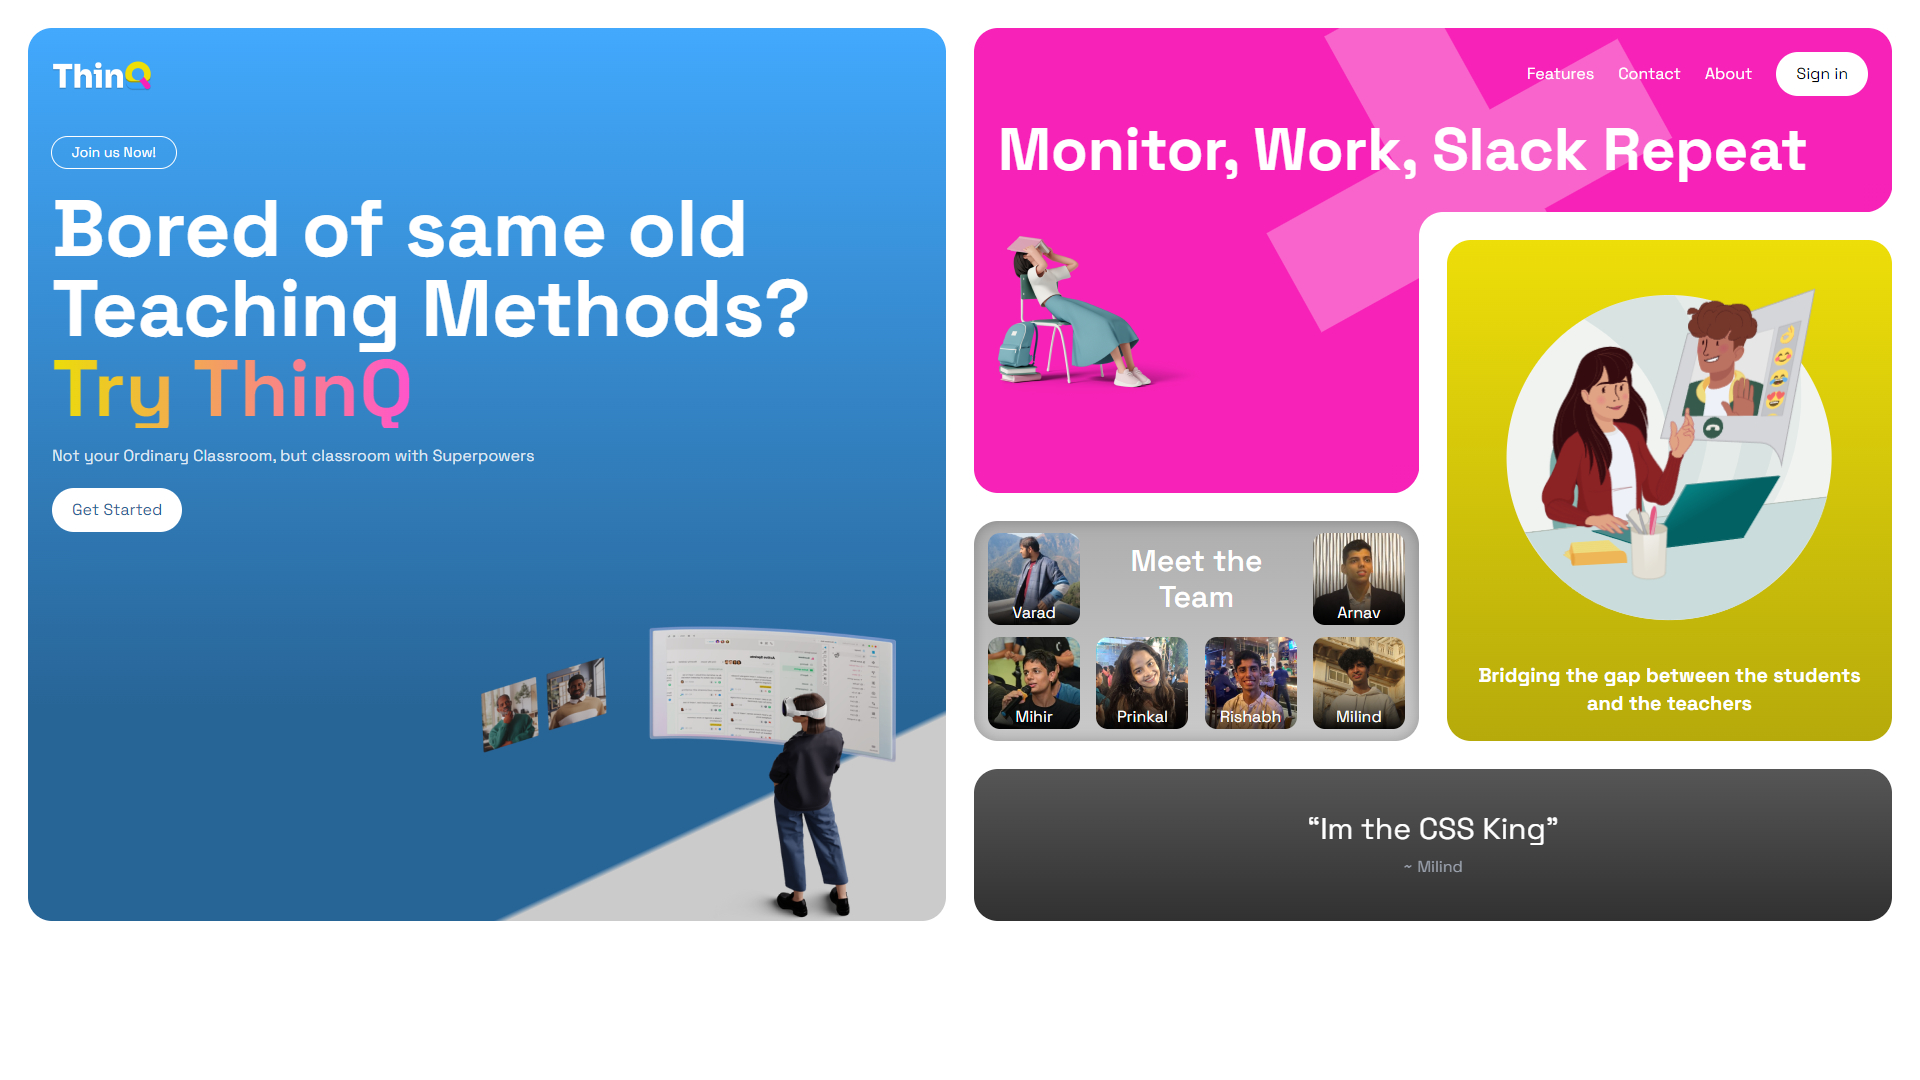 ThinQ
Join us Now!
Bored of same old
Teaching Methods?
Try ThinQ
Not your Ordinary Classroom, but classroom with Superpowers
Get Started
Features
Contact
About
Sign in
Monitor, Work, Slack Repeat
Meet the
Team
Varad
Arnav
Mihir
Prinkal
Rishabh
Milind
Bridging the gap between the students
and the teachers
“Im the CSS King”
~ Milind